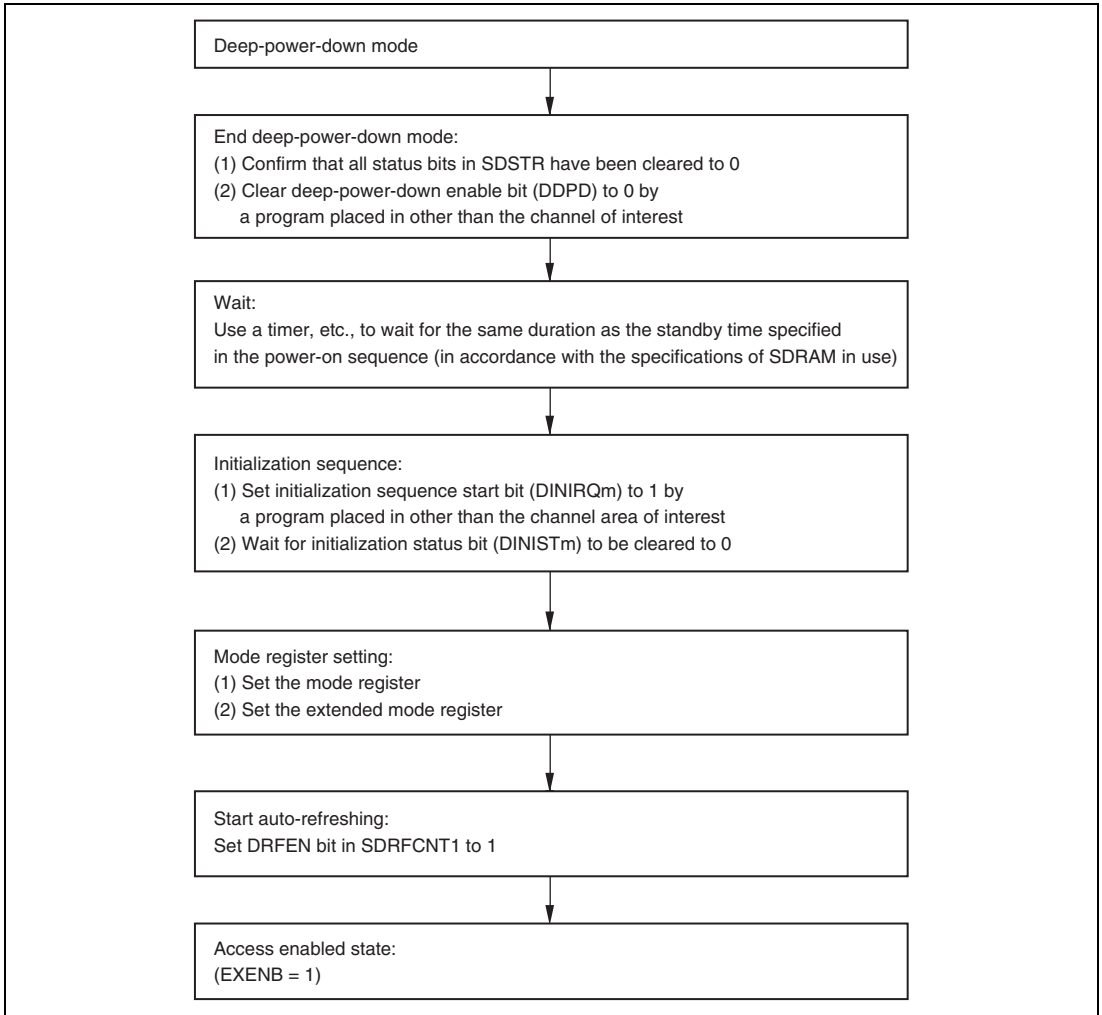 Deep-power-down mode
End deep-power-down mode:
(1) Confirm that all status bits in SDSTR have been cleared to 0
(2) Clear deep-power-down enable bit (DDPD) to 0 by
a program placed in other than the channel of interest
Wait:
Use a timer, etc., to wait for the same duration as the standby time specified
in the power-on sequence (in accordance with the specifications of SDRAM in use)
Initialization sequence:
(1) Set initialization sequence start bit (DINIRQm) to 1 by
a program placed in other than the channel area of interest
(2) Wait for initialization status bit (DINISTm) to be cleared to 0
Mode register setting:
(1) Set the mode register
(2) Set the extended mode register
Start auto-refreshing:
Set DRFEN bit in SDRFCNT1 to 1
Access enabled state:
(EXENB = 1)